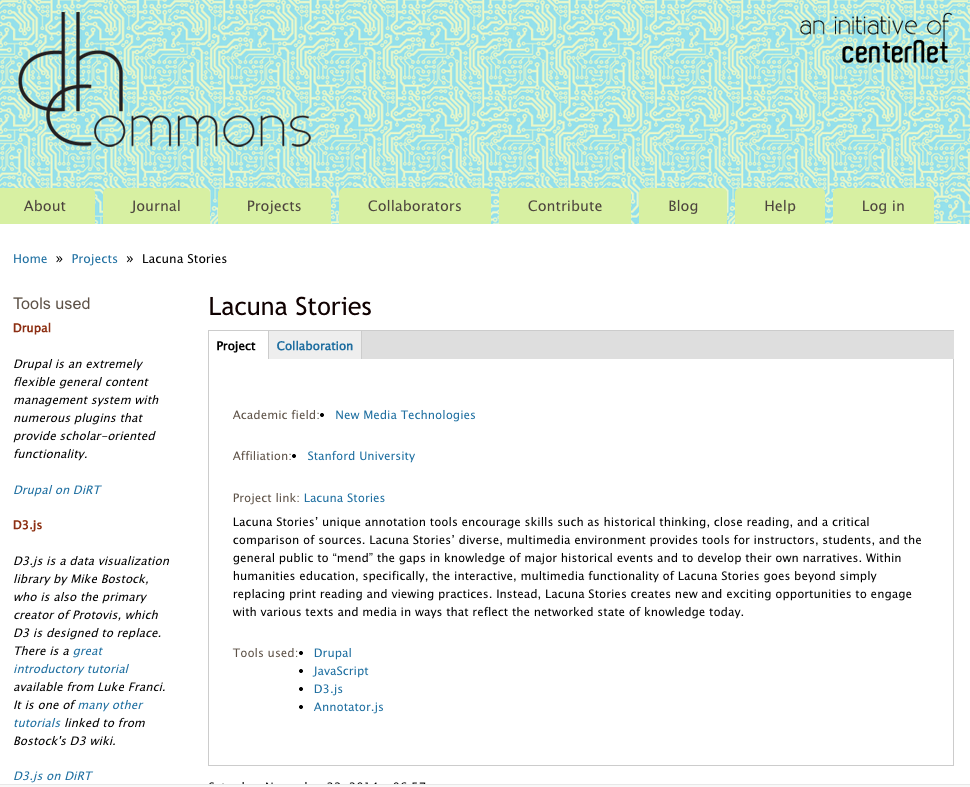 dh commons
an initiative of
centerNet
About Journal Projects Collaborators Contribute Blog Help Log in
Home » Projects » Lacuna Stories
Tools used
Drupal
Drupal is an extremely
flexible general content
management system with
numerous plugins that
provide scholar-oriented
functionality.
Drupal on DiRT
D3.js
D3.js is a data visualization
library by Mike Bostock,
who is also the primary
creator of Protovis, which
D3 is designed to replace.
There is a great
introductory tutorial
available from Luke Franci.
It is one of many other
tutorials linked to from
Bostock's D3 wiki.
D3.js on DiRT
Lacuna Stories
Project Collaboration
Academic field:• New Media Technologies
Affiliation:• Stanford University
Project link: Lacuna Stories
Lacuna Stories’ unique annotation tools encourage skills such as historical thinking, close reading, and a critical
comparison of sources. Lacuna Stories’ diverse, multimedia environment provides tools for instructors, students, and the
general public to “mend” the gaps in knowledge of major historical events and to develop their own narratives. Within
humanities education, specifically, the interactive, multimedia functionality of Lacuna Stories goes beyond simply
replacing print reading and viewing practices. Instead, Lacuna Stories creates new and exciting opportunities to engage
with various texts and media in ways that reflect the networked state of knowledge today.
Tools used:• Drupal
• JavaScript
• D3.js
• Annotator.js